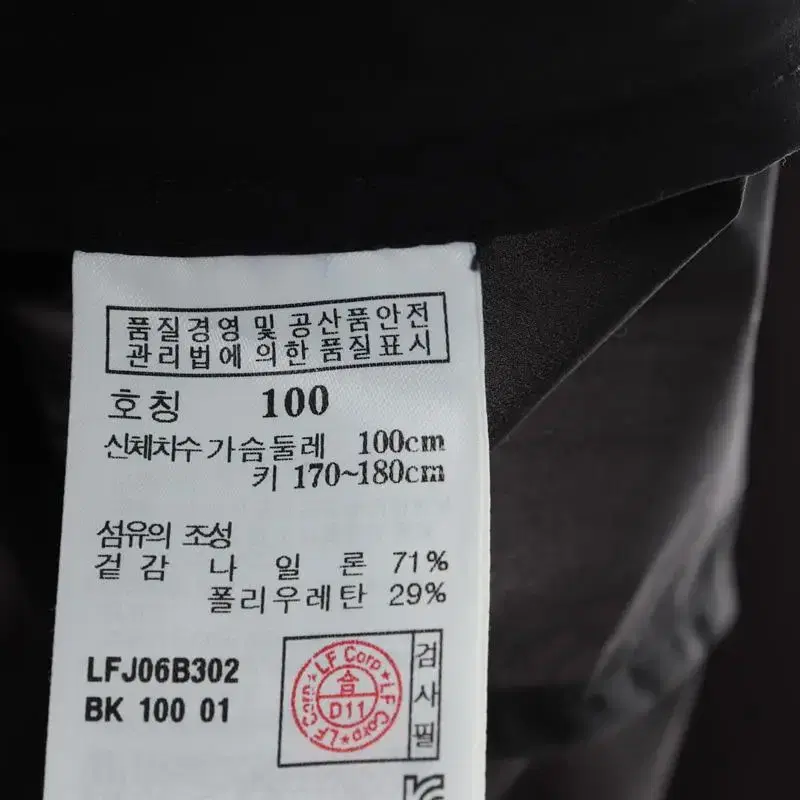 품질경영 및 공산품안전
관리법에 의한 품질표시
호칭 100
신체치수 가슴둘레 100cm
키 170~180cm
섬유의 조성
겉감 나일론 71%
폴리우레탄 29%
LFJ06B302
BK 100 01
LF Corp★LF Corp★LF Corp★
合
D11
검사필